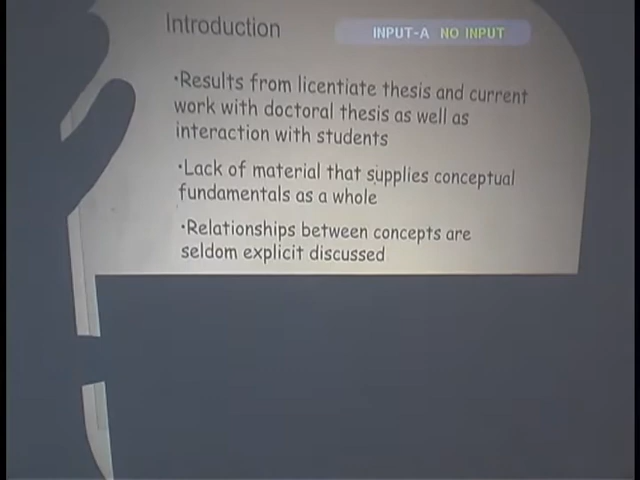 Introduction
INPUT-A NO INPUT
•Results from licentiate thesis and current
work with doctoral thesis as well as
interaction with students
•Lack of material that supplies conceptual
fundamentals as a whole
•Relationships between concepts are
seldom explicit discussed